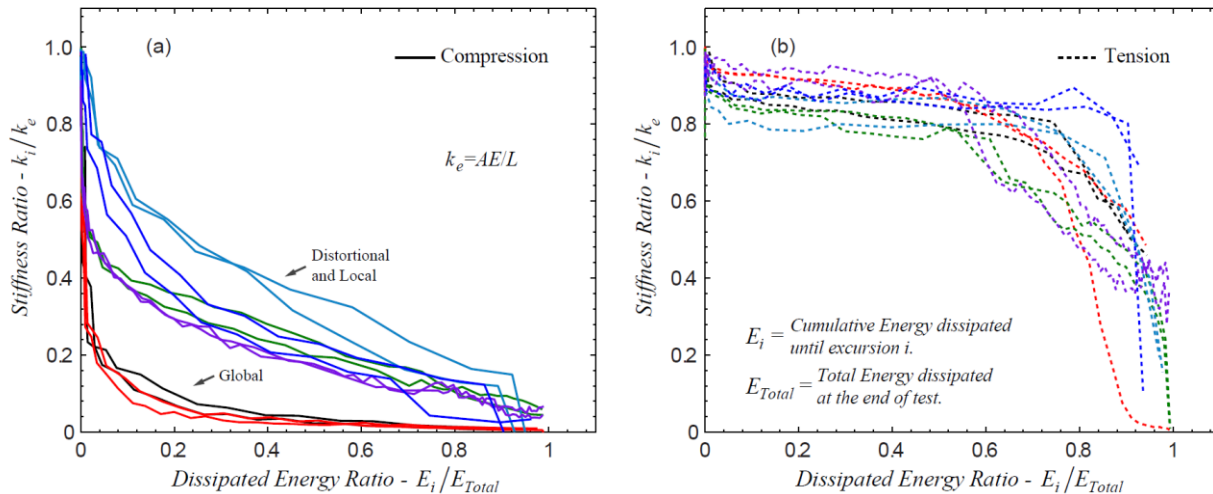 (a)
Compression
k_e=AE/L
Distortional
and Local
Global
1.0
0.8
0.6
0.4
0.2
0
0 0.2 0.4 0.6 0.8 1
Stiffness Ratio - k_i/k_e
Dissipated Energy Ratio - E_i/E_Total
(b)
Tension
E_i = Cumulative Energy dissipated
until excursion i.
E_Total = Total Energy dissipated
at the end of test.
1.0
0.8
0.6
0.4
0.2
0
0 0.2 0.4 0.6 0.8 1
Stiffness Ratio - k_i/k_e
Dissipated Energy Ratio - E_i/E_Total